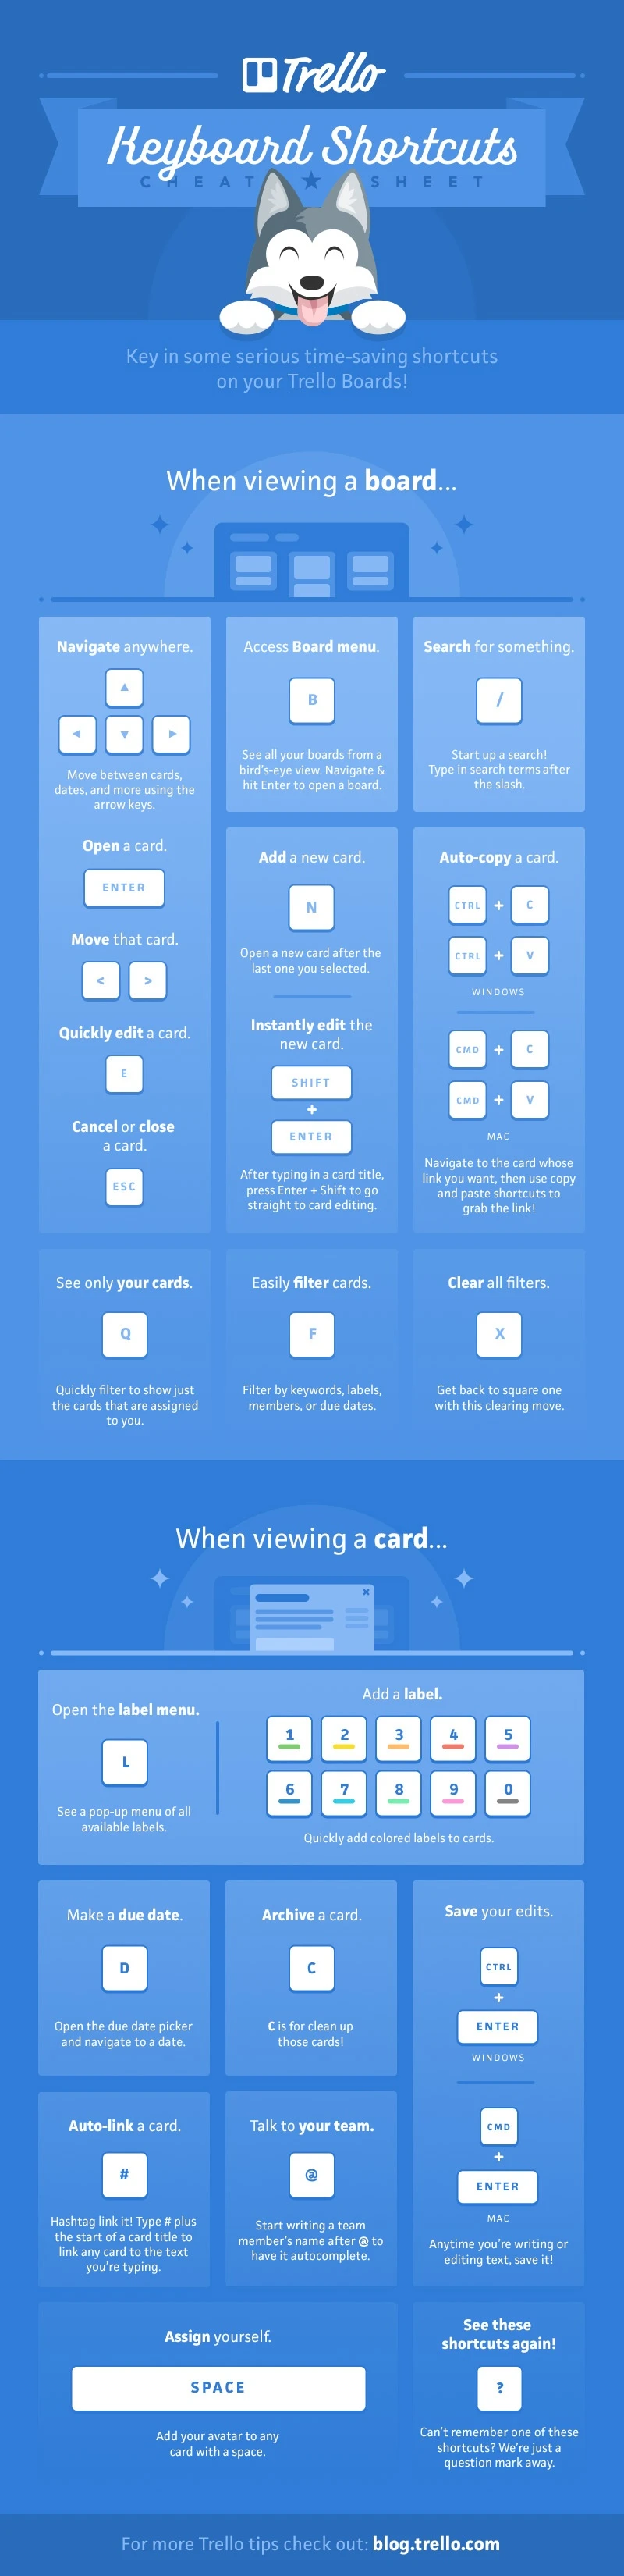 Trello
Keyboard Shortcuts
CHEAT ★ SHEET
Key in some serious time-saving shortcuts
on your Trello Boards!
When viewing a board...
Navigate anywhere.
▲
◄ ▼ ►
Move between cards,
dates, and more using the
arrow keys.
Open a card.
ENTER
Move that card.
< >
Quickly edit a card.
E
Cancel or close
a card.
ESC
Access Board menu.
B
See all your boards from a
bird's-eye view. Navigate &
hit Enter to open a board.
Search for something.
/
Start up a search!
Type in search terms after
the slash.
Add a new card.
N
Open a new card after the
last one you selected.
Instantly edit the
new card.
SHIFT
+
ENTER
After typing in a card title,
press Enter + Shift to go
straight to card editing.
Auto-copy a card.
CTRL + C
CTRL + V
WINDOWS
CMD + C
CMD + V
MAC
Navigate to the card whose
link you want, then use copy
and paste shortcuts to
grab the link!
See only your cards.
Q
Quickly filter to show just
the cards that are assigned
to you.
Easily filter cards.
F
Filter by keywords, labels,
members, or due dates.
Clear all filters.
X
Get back to square one
with this clearing move.
When viewing a card...
Open the label menu.
L
See a pop-up menu of all
available labels.
Add a label.
1 2 3 4 5
6 7 8 9 0
Quickly add colored labels to cards.
Make a due date.
D
Open the due date picker
and navigate to a date.
Archive a card.
C
C is for clean up
those cards!
Save your edits.
CTRL
+
ENTER
WINDOWS
CMD
+
ENTER
MAC
Anytime you're writing or
editing text, save it!
Auto-link a card.
#
Hashtag link it! Type # plus
the start of a card title to
link any card to the text
you're typing.
Talk to your team.
@
Start writing a team
member's name after @ to
have it autocomplete.
Assign yourself.
SPACE
Add your avatar to any
card with a space.
See these
shortcuts again!
?
Can't remember one of these
shortcuts? We're just a
question mark away.
For more Trello tips check out: blog.trello.com